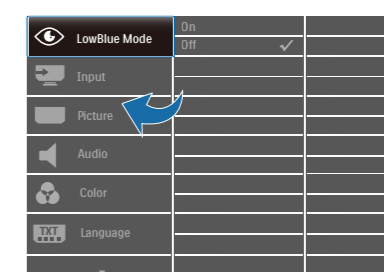 On
LowBlue Mode
Off
Input
Picture
Audio
Color
TXT
Language